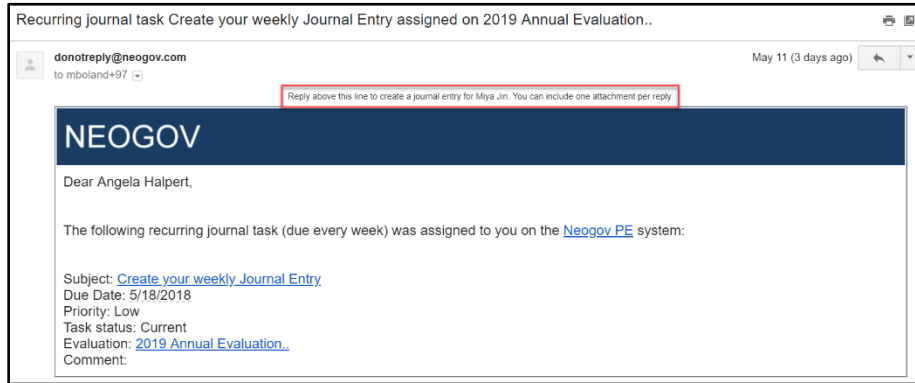 Recurring journal task Create your weekly Journal Entry assigned on 2019 Annual Evaluation..
donotreply@neogov.com
May 11 (3 days ago)
to mboland+97
Reply above this line to create a journal entry for Miya Jin. You can include one attachment per reply.
NEOGOV
Dear Angela Halpert,
The following recurring journal task (due every week) was assigned to you on the Neogov PE system:
Subject: Create your weekly Journal Entry
Due Date: 5/18/2018
Priority: Low
Task status: Current
Evaluation: 2019 Annual Evaluation..
Comment: